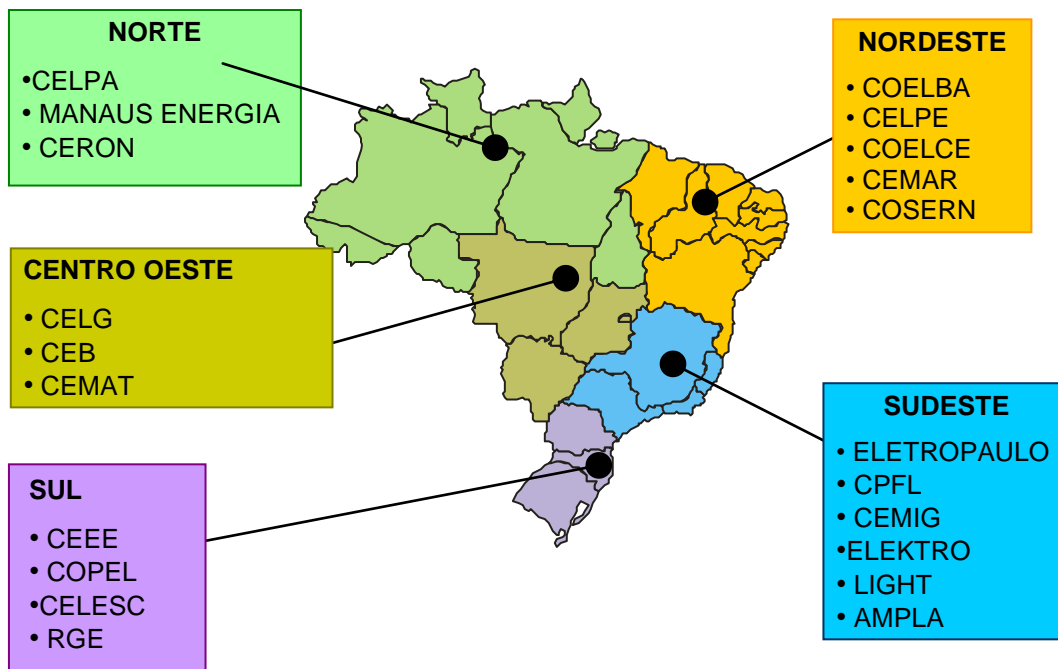 NORTE
•CELPA
• MANAUS ENERGIA
• CERON
NORDESTE
• COELBA
• CELPE
• COELCE
• CEMAR
• COSERN
CENTRO OESTE
• CELG
• CEB
• CEMAT
SUDESTE
• ELETROPAULO
• CPFL
• CEMIG
•ELEKTRO
• LIGHT
• AMPLA
SUL
• CEEE
• COPEL
•CELESC
• RGE